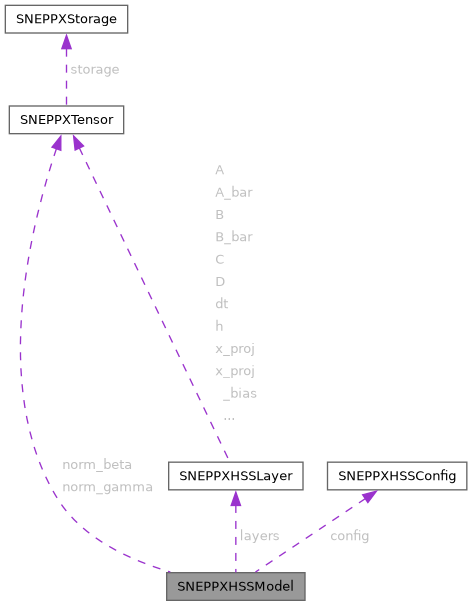 SNEPPXStorage
storage
SNEPPXTensor
A
A_bar
B
B_bar
C
D
dt
h
x_proj
x_proj
_bias
...
norm_beta
norm_gamma
SNEPPXHSSLayer
SNEPPXHSSConfig
layers
config
SNEPPXHSSModel